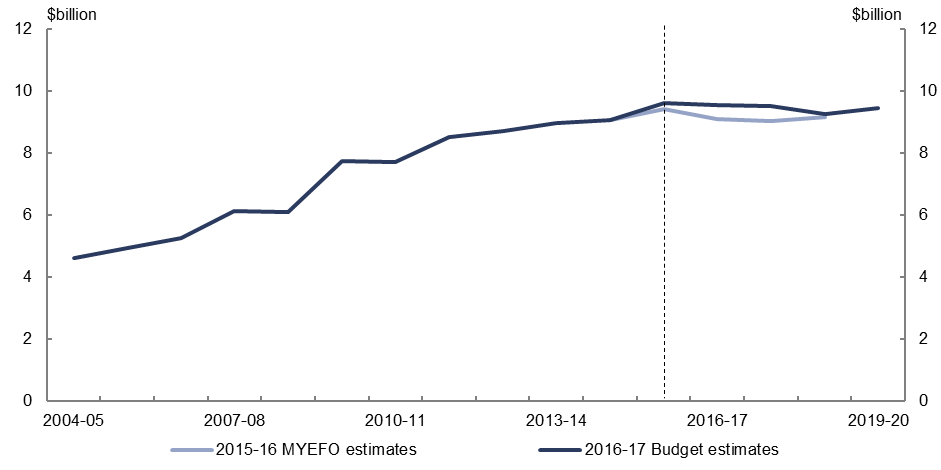 $billion $billion
12 12
10 10
8 8
6 6
4 4
2 2
0 0
2004-05 2007-08 2010-11 2013-14 2016-17 2019-20
2015-16 MYEFO estimates 2016-17 Budget estimates